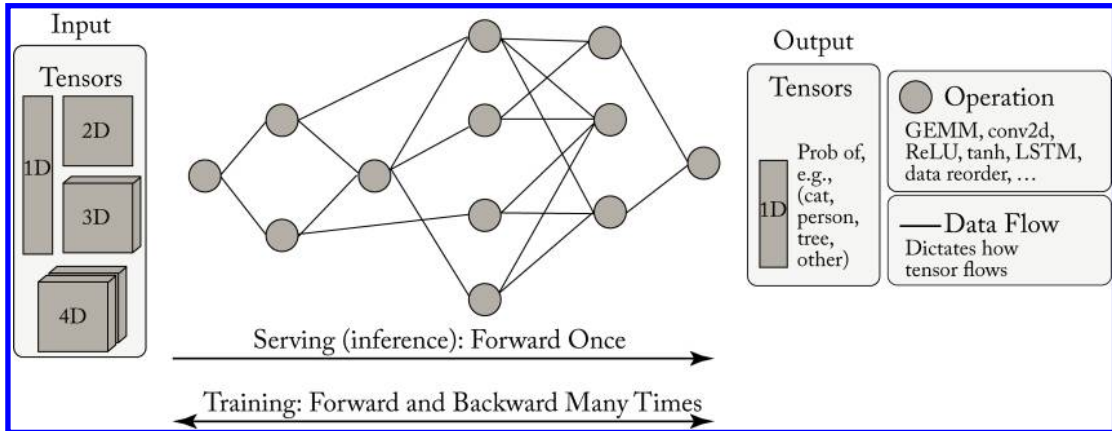 Input
Tensors
1D
2D
3D
4D
Serving (inference): Forward Once
Training: Forward and Backward Many Times
Output
Tensors
1D
Prob of,
e.g.,
(cat,
person,
tree,
other)
Operation
GEMM, conv2d,
ReLU, tanh, LSTM,
data reorder, …
Data Flow
Dictates how
tensor flows